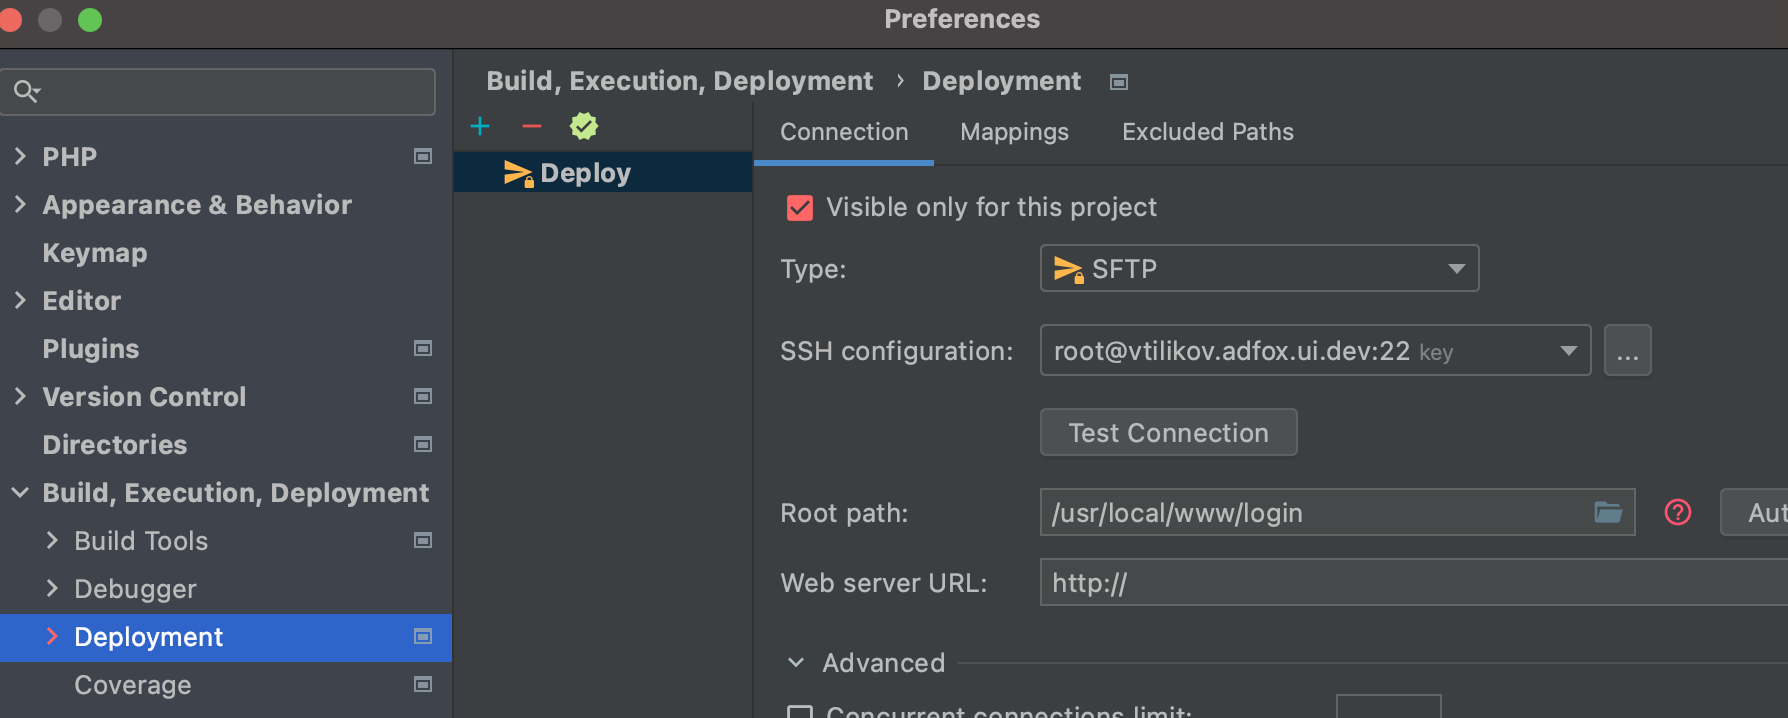 Preferences
PHP
Appearance & Behavior
Keymap
Editor
Plugins
Version Control
Directories
Build, Execution, Deployment
Build Tools
Debugger
Deployment
Coverage
Build, Execution, Deployment › Deployment
Deploy
Connection Mappings Excluded Paths
Visible only for this project
Type: SFTP
SSH configuration: root@vtilikov.adfox.ui.dev:22 key ...
Test Connection
Root path: /usr/local/www/login
Web server URL: http://
Advanced
Concurrent connections limit: